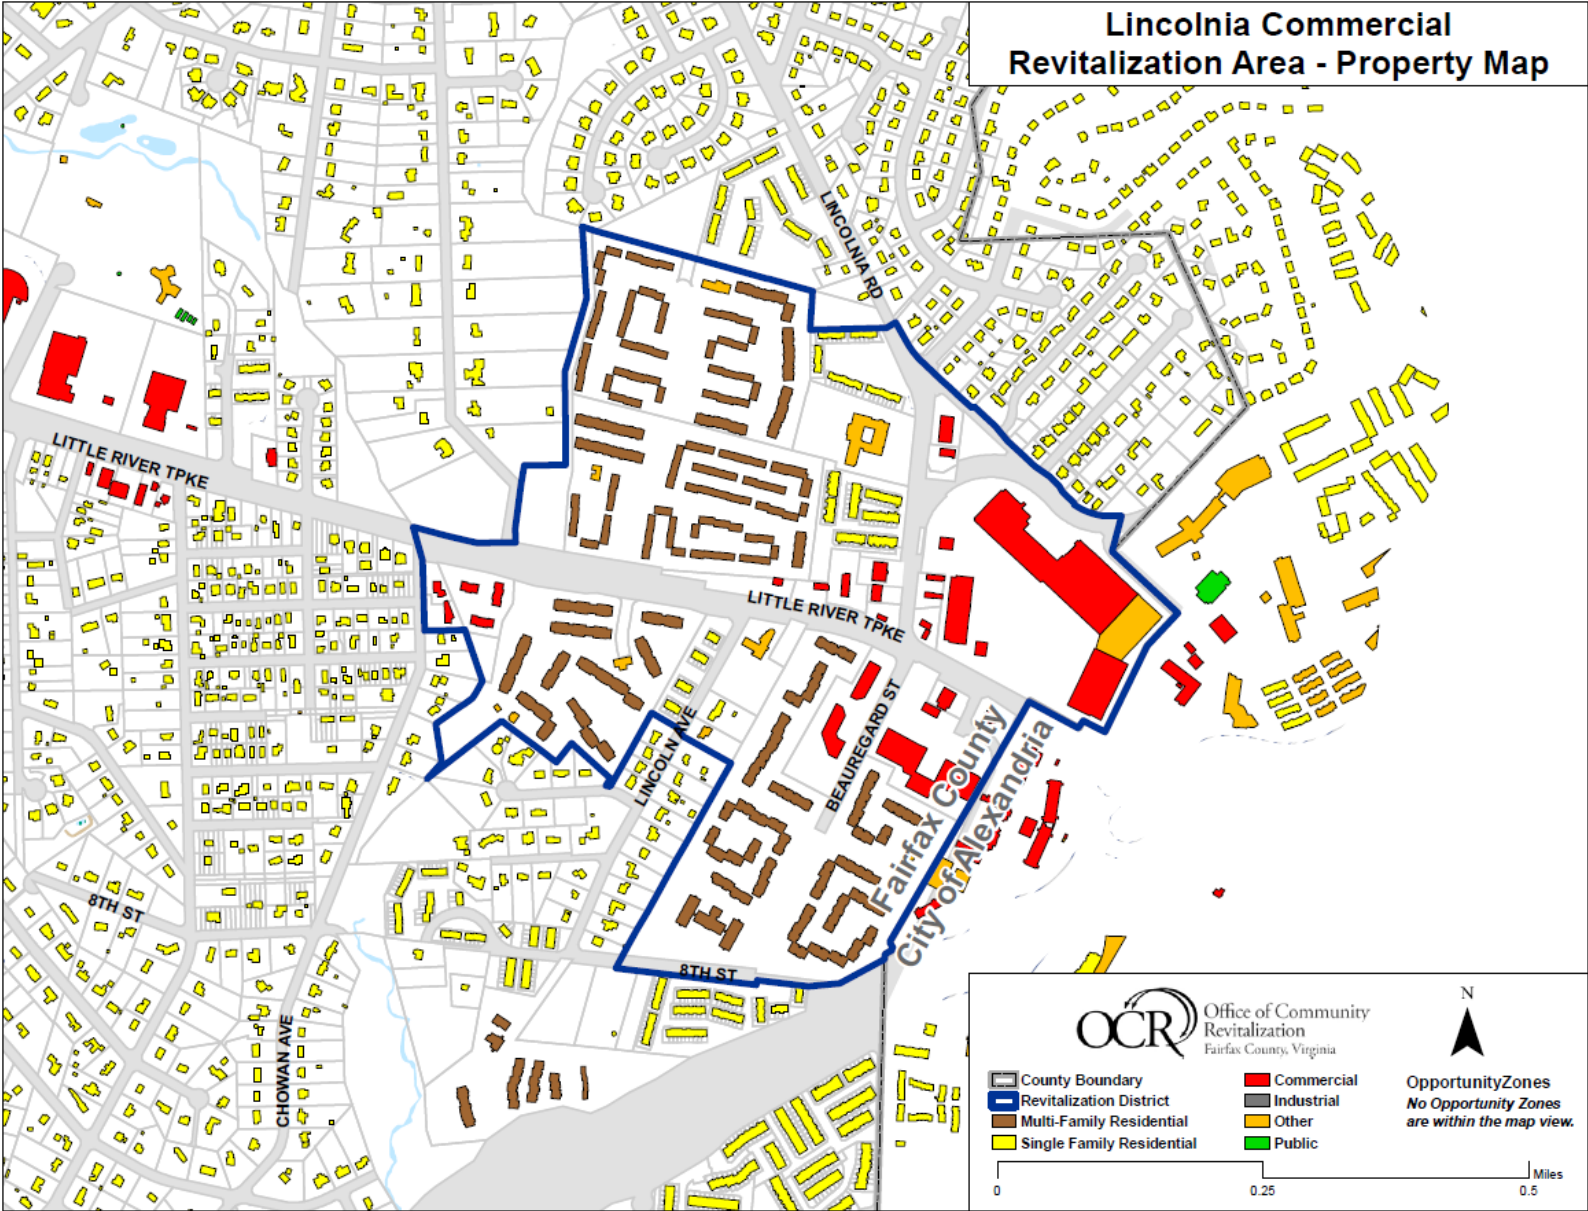 Lincolnia Commercial
Revitalization Area - Property Map
LINCOLNIA RD
LITTLE RIVER TPKE
LITTLE RIVER TPKE
BEAUREGARD ST
LINCOLN AVE
Fairfax County
City of Alexandria
8TH ST
8TH ST
CHOWAN AVE
OCR
Office of Community
Revitalization
Fairfax County, Virginia
N
County Boundary
Revitalization District
Multi-Family Residential
Single Family Residential
Commercial
Industrial
Other
Public
OpportunityZones
No Opportunity Zones
are within the map view.
Miles
0 0.25 0.5